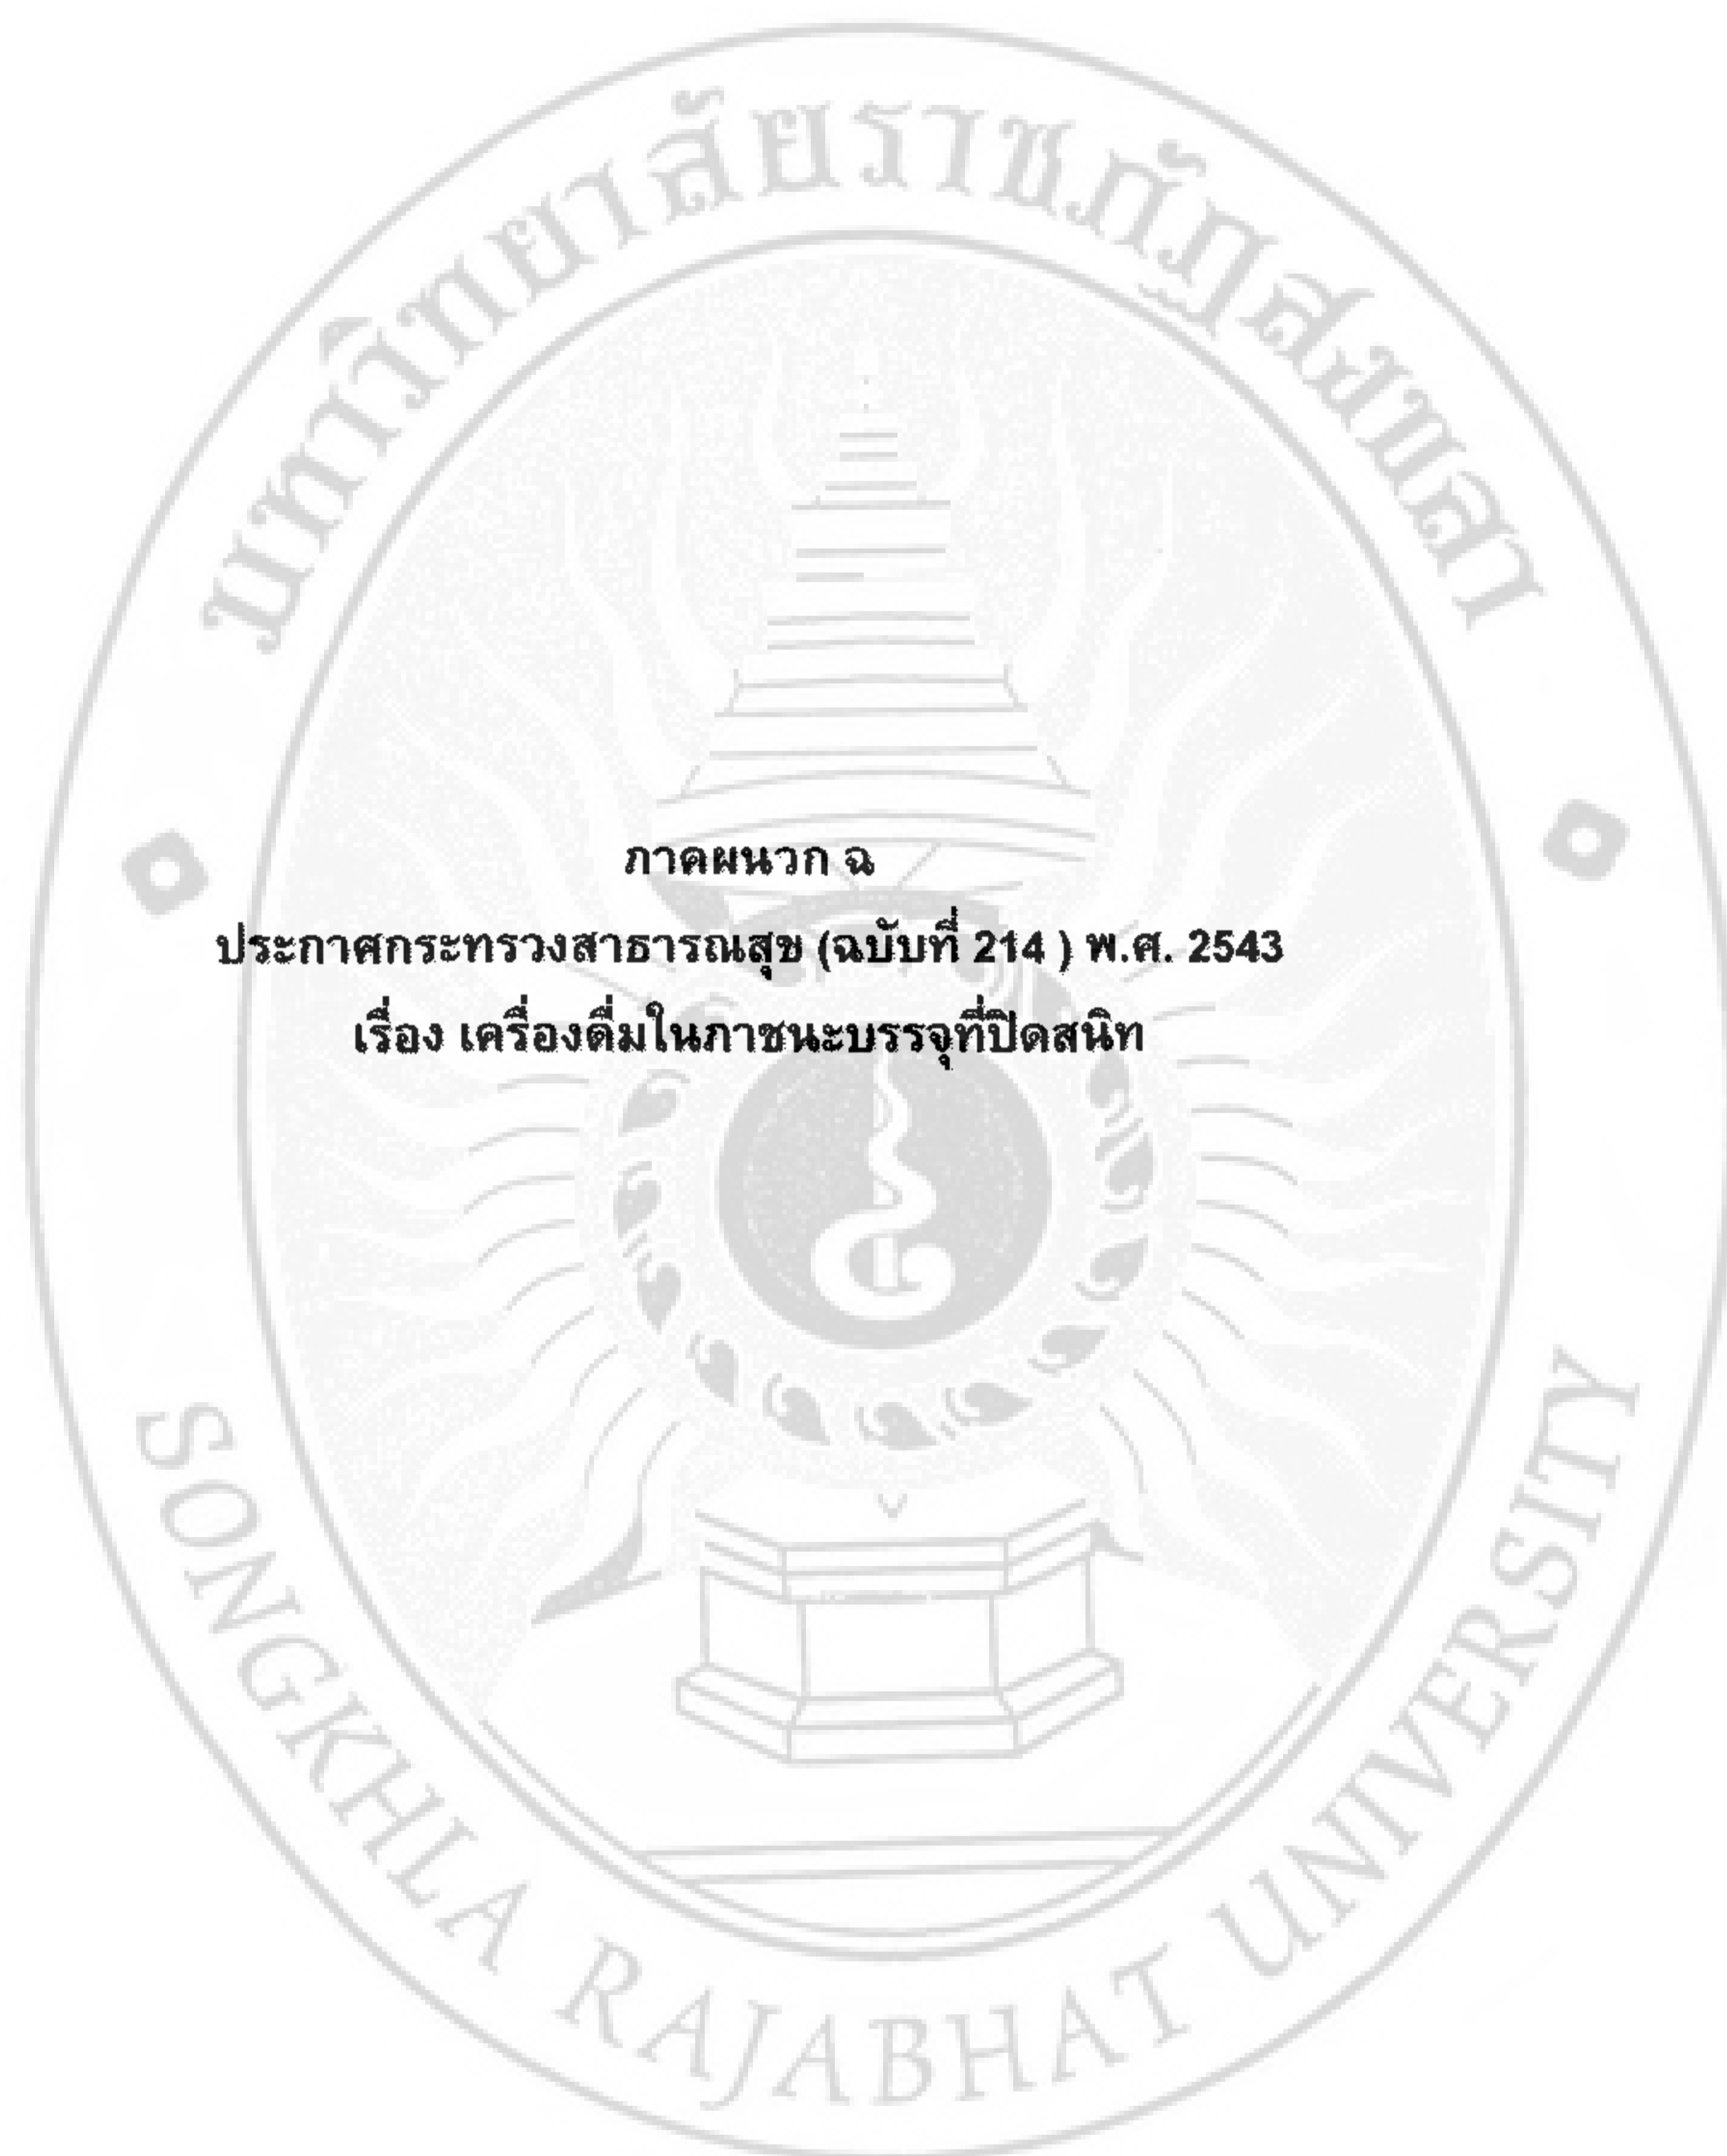 มหาวิทยาลัยราชภัฏสงขลา
ภาคผนวก ฉ
ประกาศกระทรวงสาธารณสุข (ฉบับที่ 214 ) พ.ศ. 2543
เรื่อง เครื่องดื่มในภาชนะบรรจุที่ปิดสนิท
SONGKHLA RAJABHAT UNIVERSITY